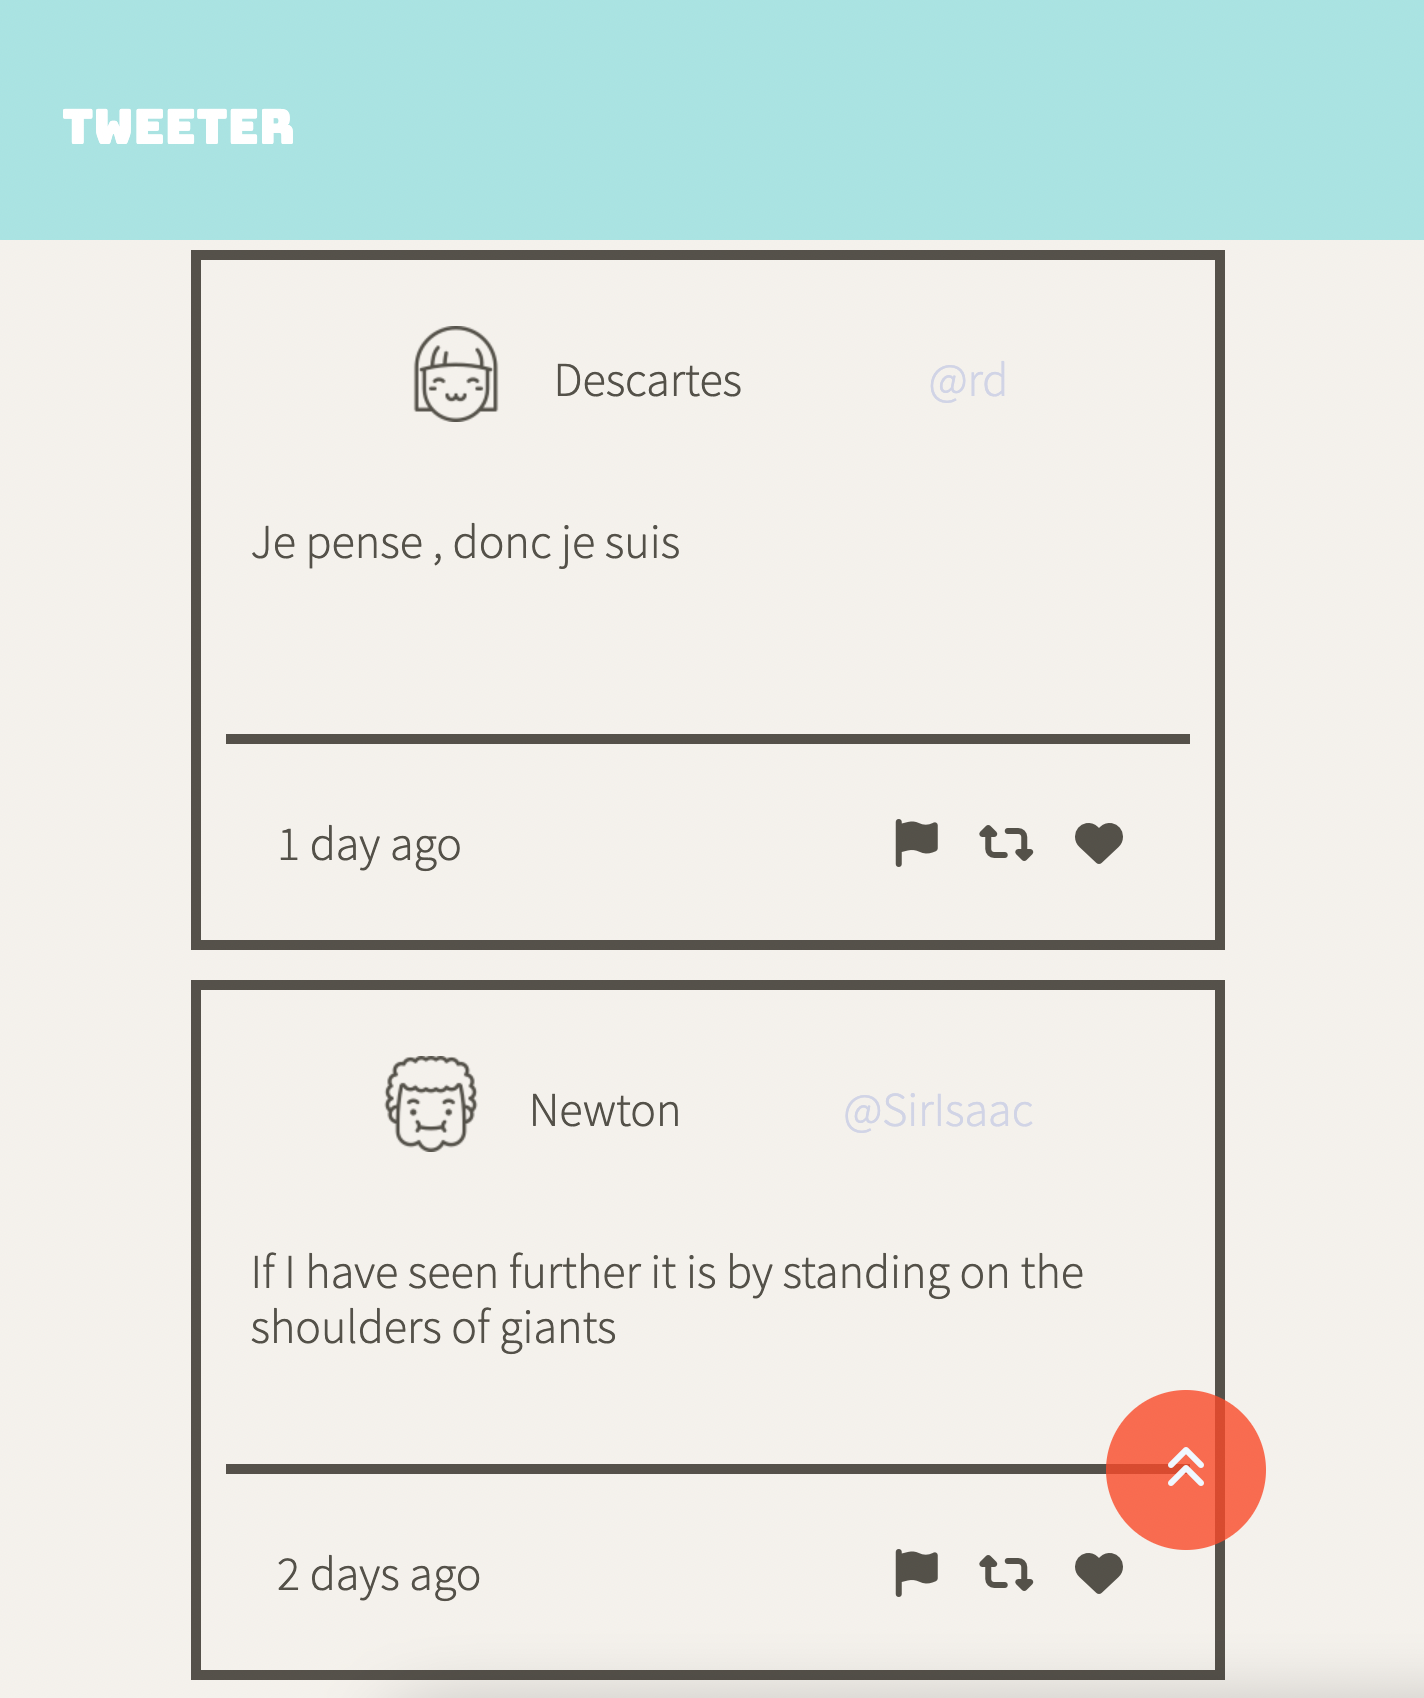 TWEETER
Descartes @rd
Je pense , donc je suis
1 day ago
Newton @SirIsaac
If I have seen further it is by standing on the
shoulders of giants
2 days ago